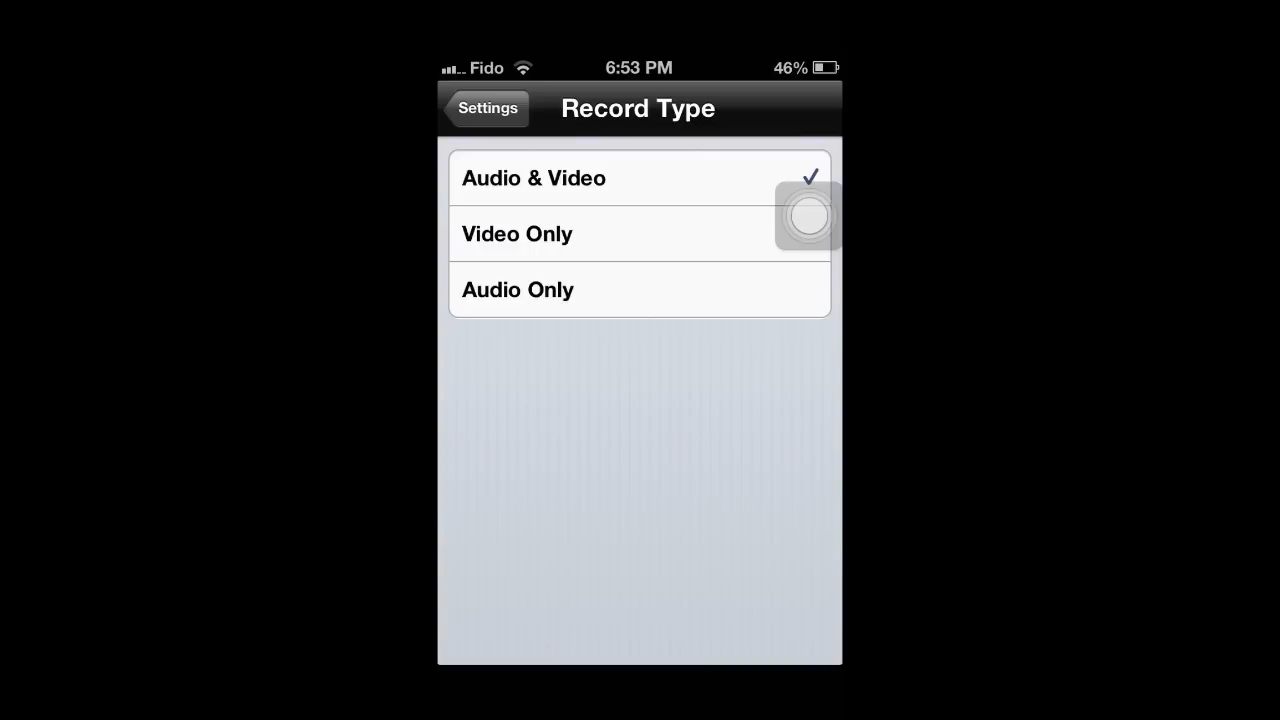 Fido 6:53 PM 46%
Settings Record Type
Audio & Video
Video Only
Audio Only